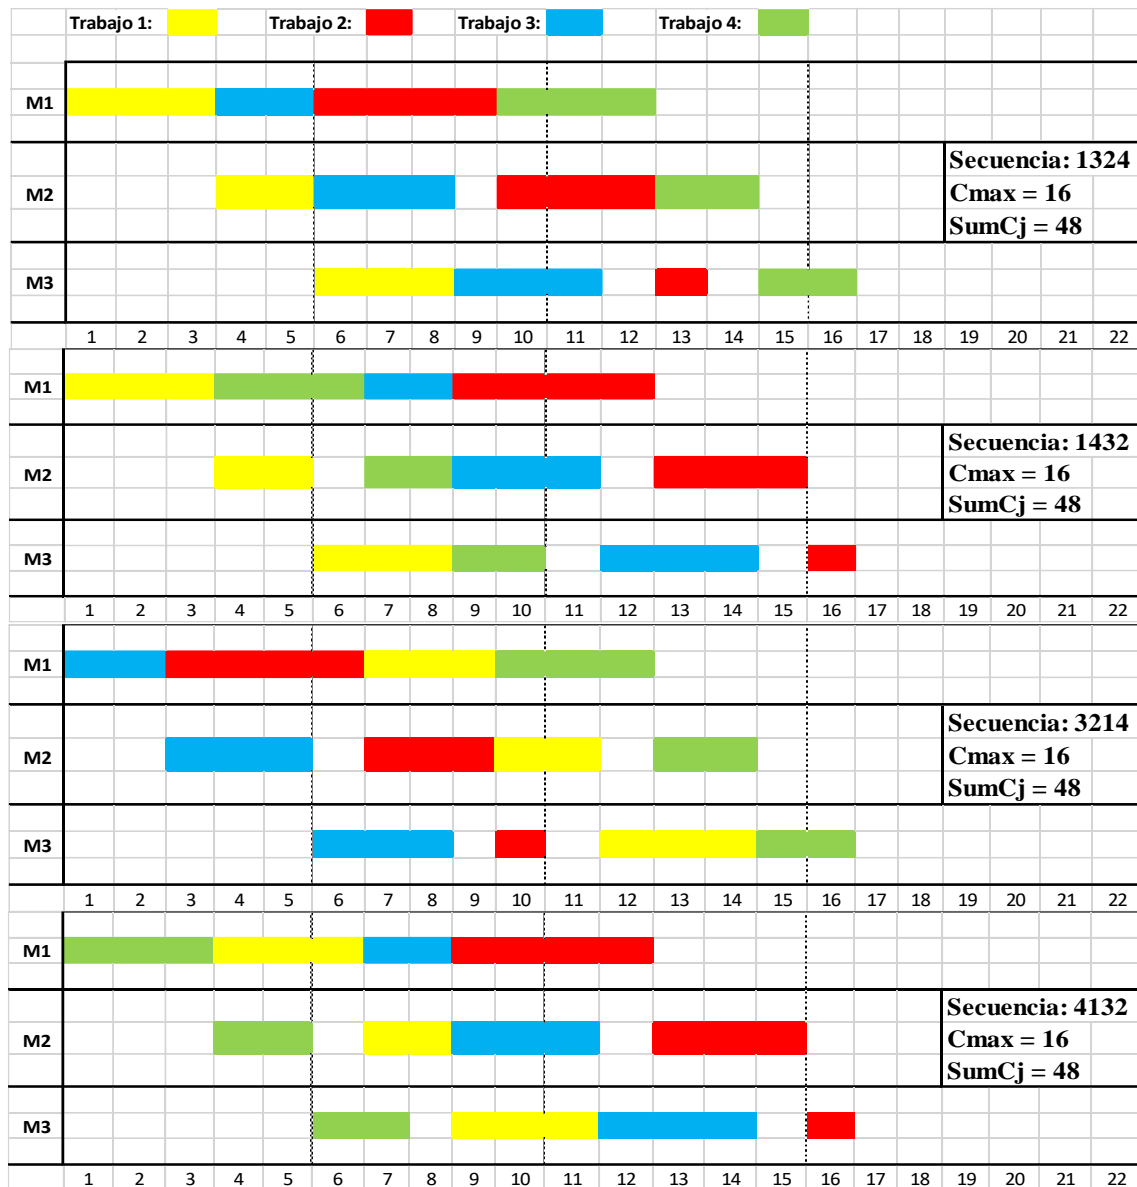 Trabajo 1: Trabajo 2: Trabajo 3: Trabajo 4:
M1
M2
M3
Secuencia: 1324
Cmax = 16
SumCj = 48
1 2 3 4 5 6 7 8 9 10 11 12 13 14 15 16 17 18 19 20 21 22
M1
M2
M3
Secuencia: 1432
Cmax = 16
SumCj = 48
1 2 3 4 5 6 7 8 9 10 11 12 13 14 15 16 17 18 19 20 21 22
M1
M2
M3
Secuencia: 3214
Cmax = 16
SumCj = 48
1 2 3 4 5 6 7 8 9 10 11 12 13 14 15 16 17 18 19 20 21 22
M1
M2
M3
Secuencia: 4132
Cmax = 16
SumCj = 48
1 2 3 4 5 6 7 8 9 10 11 12 13 14 15 16 17 18 19 20 21 22